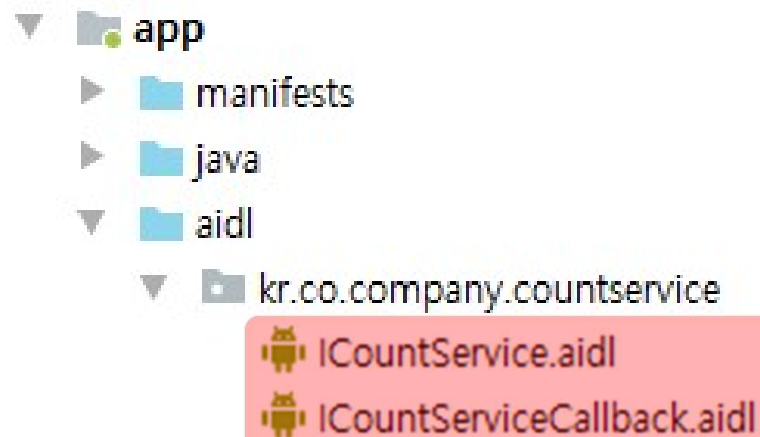 app
manifests
java
aidl
kr.co.company.countservice
ICountService.aidl
ICountServiceCallback.aidl